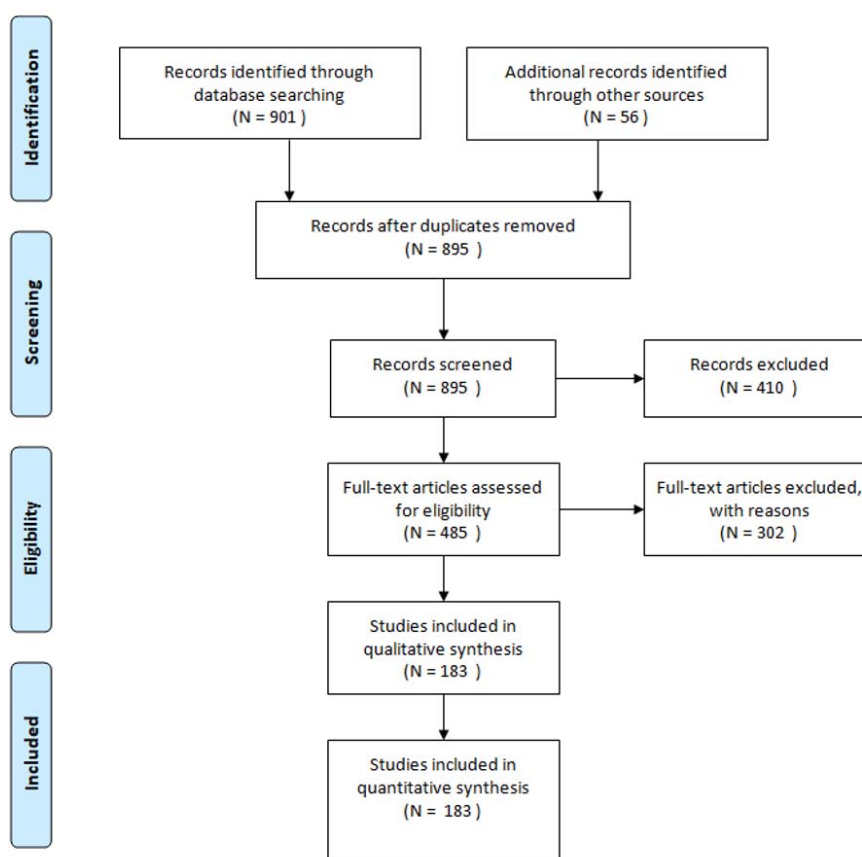 Identification
Records identified through
database searching
(N = 901 )
Additional records identified
through other sources
(N = 56 )
Records after duplicates removed
(N = 895 )
Screening
Records screened
(N = 895 )
Records excluded
(N = 410 )
Eligibility
Full-text articles assessed
for eligibility
(N = 485 )
Full-text articles excluded,
with reasons
(N = 302 )
Studies included in
qualitative synthesis
(N = 183 )
Included
Studies included in
quantitative synthesis
(N = 183 )